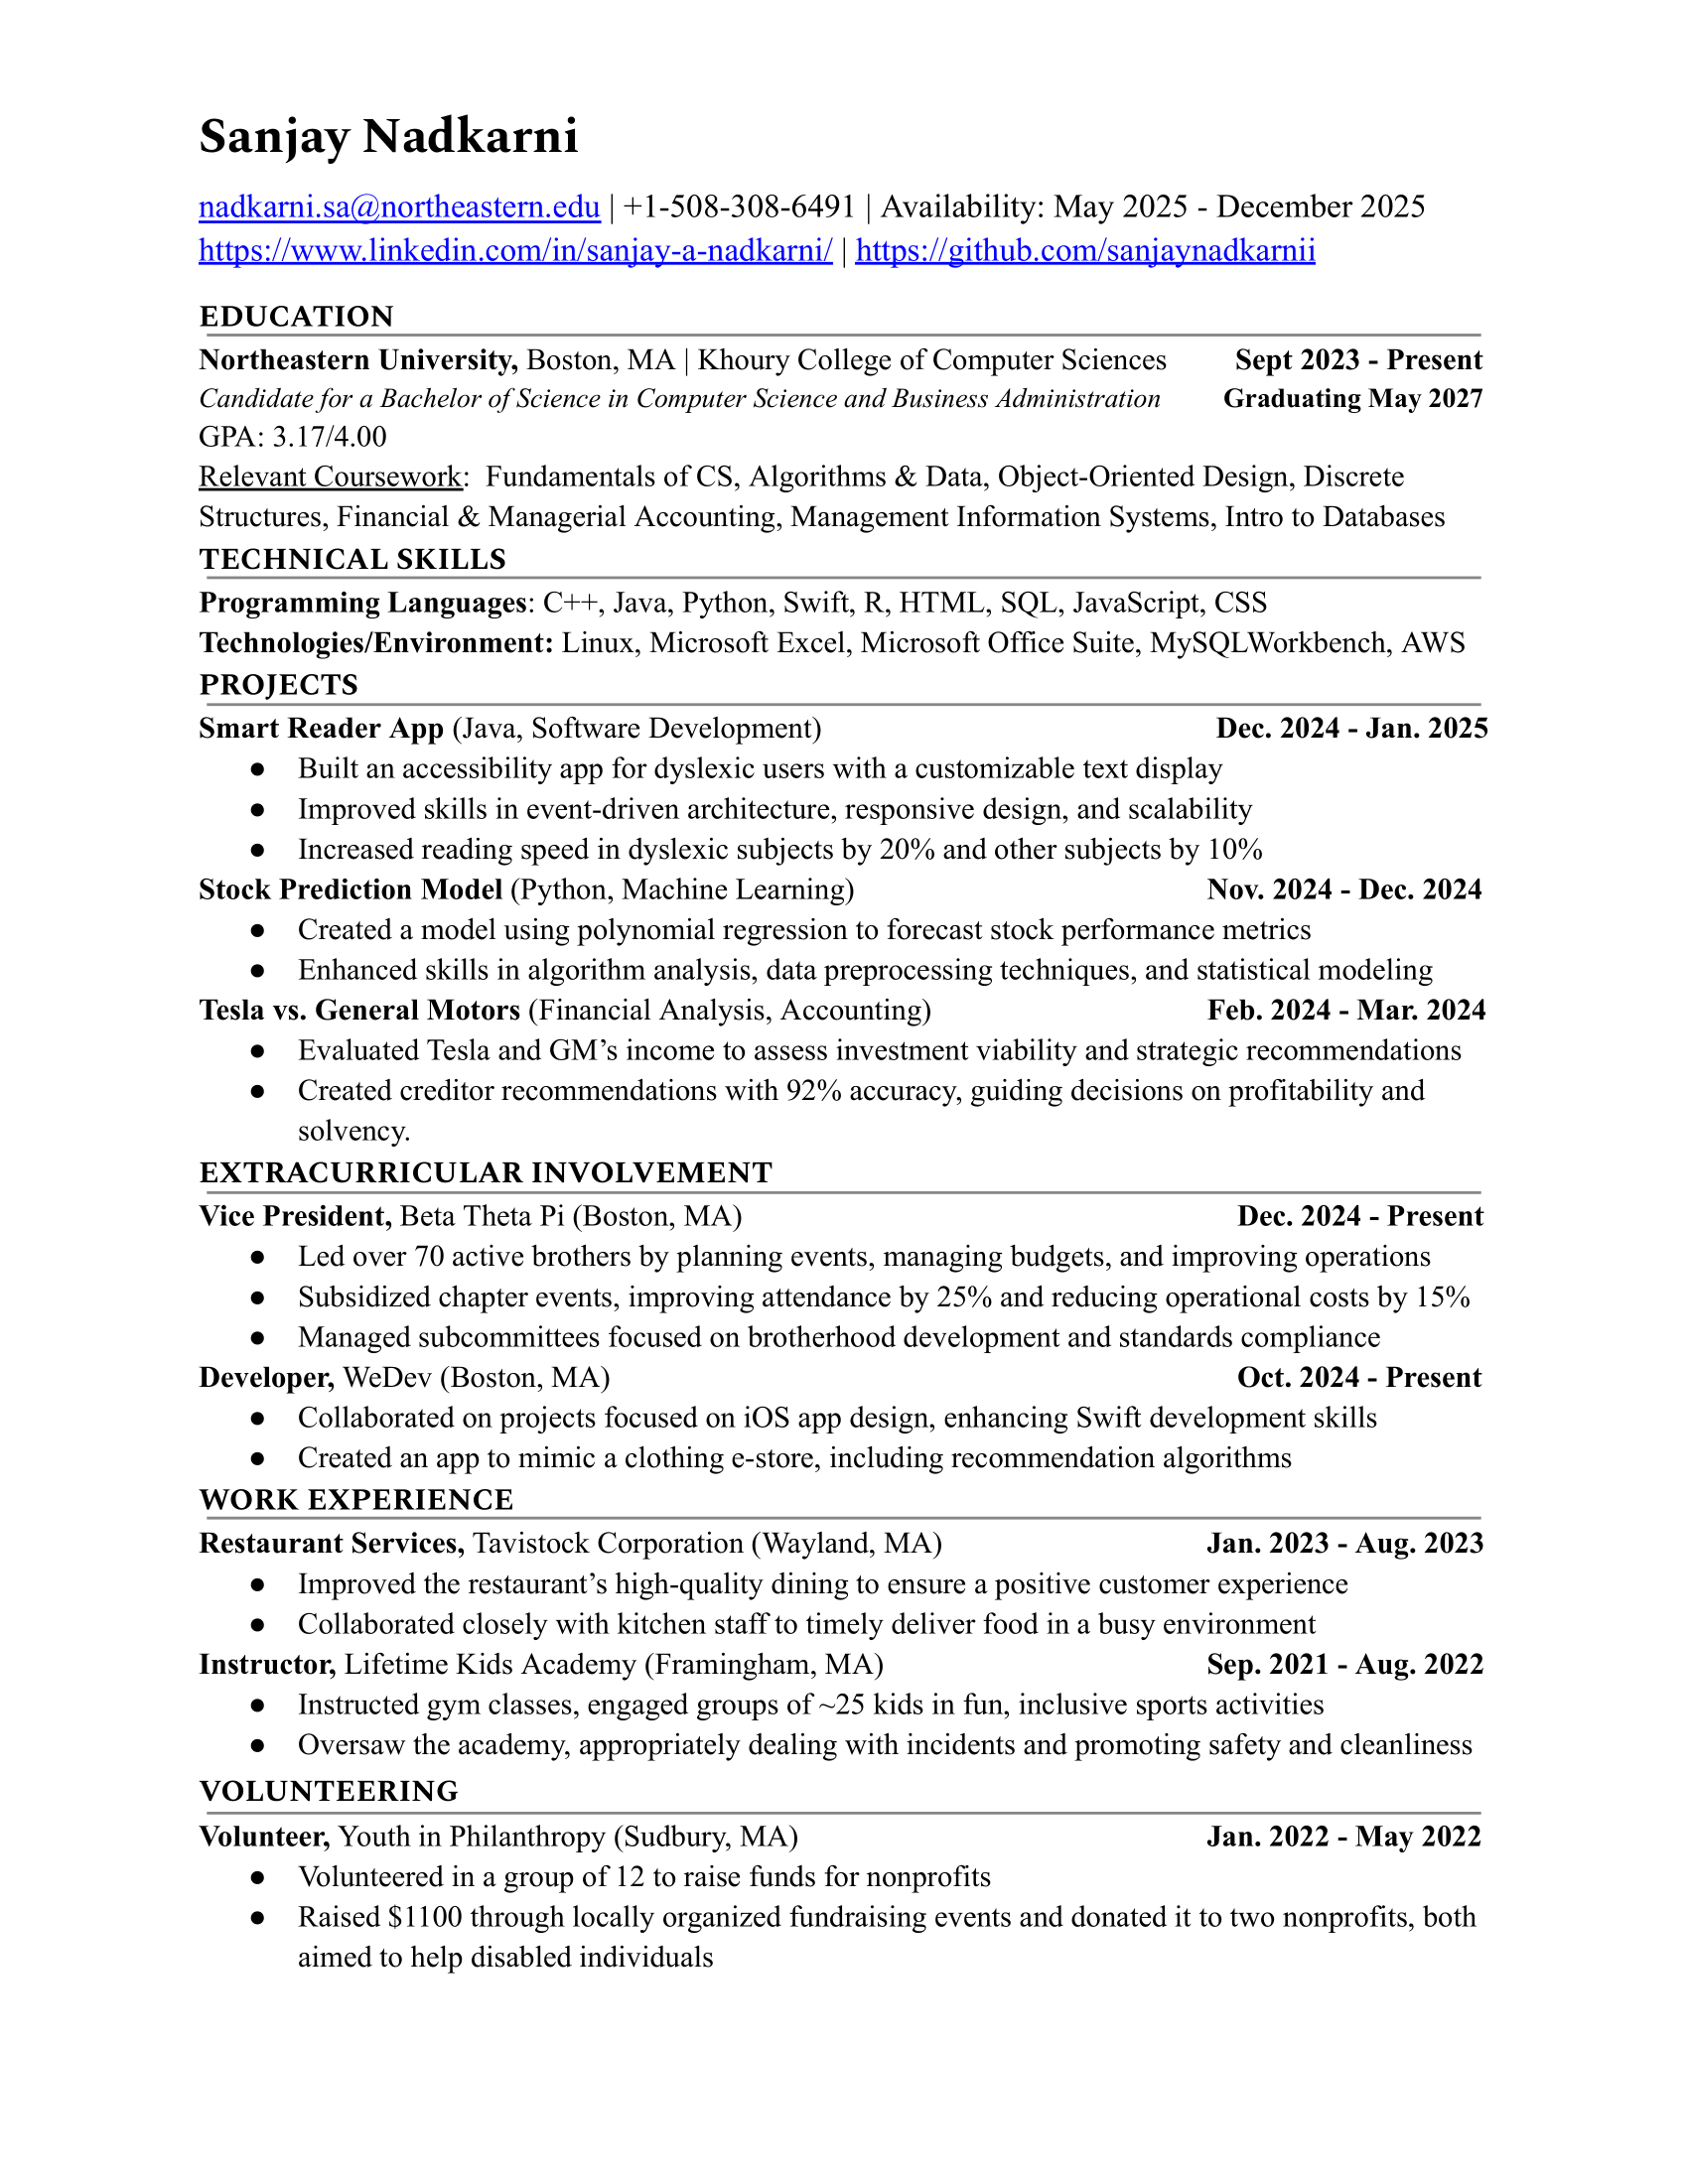 Sanjay Nadkarni
nadkarni.sa@northeastern.edu | +1-508-308-6491 | Availability: May 2025 - December 2025
https://www.linkedin.com/in/sanjay-a-nadkarni/ | https://github.com/sanjaynadkarnii
EDUCATION
Northeastern University, Boston, MA | Khoury College of Computer Sciences Sept 2023 - Present
Candidate for a Bachelor of Science in Computer Science and Business Administration Graduating May 2027
GPA: 3.17/4.00
Relevant Coursework: Fundamentals of CS, Algorithms & Data, Object-Oriented Design, Discrete
Structures, Financial & Managerial Accounting, Management Information Systems, Intro to Databases
TECHNICAL SKILLS
Programming Languages: C++, Java, Python, Swift, R, HTML, SQL, JavaScript, CSS
Technologies/Environment: Linux, Microsoft Excel, Microsoft Office Suite, MySQLWorkbench, AWS
PROJECTS
Smart Reader App (Java, Software Development) Dec. 2024 - Jan. 2025
● Built an accessibility app for dyslexic users with a customizable text display
● Improved skills in event-driven architecture, responsive design, and scalability
● Increased reading speed in dyslexic subjects by 20% and other subjects by 10%
Stock Prediction Model (Python, Machine Learning) Nov. 2024 - Dec. 2024
● Created a model using polynomial regression to forecast stock performance metrics
● Enhanced skills in algorithm analysis, data preprocessing techniques, and statistical modeling
Tesla vs. General Motors (Financial Analysis, Accounting) Feb. 2024 - Mar. 2024
● Evaluated Tesla and GM’s income to assess investment viability and strategic recommendations
● Created creditor recommendations with 92% accuracy, guiding decisions on profitability and
solvency.
EXTRACURRICULAR INVOLVEMENT
Vice President, Beta Theta Pi (Boston, MA) Dec. 2024 - Present
● Led over 70 active brothers by planning events, managing budgets, and improving operations
● Subsidized chapter events, improving attendance by 25% and reducing operational costs by 15%
● Managed subcommittees focused on brotherhood development and standards compliance
Developer, WeDev (Boston, MA) Oct. 2024 - Present
● Collaborated on projects focused on iOS app design, enhancing Swift development skills
● Created an app to mimic a clothing e-store, including recommendation algorithms
WORK EXPERIENCE
Restaurant Services, Tavistock Corporation (Wayland, MA) Jan. 2023 - Aug. 2023
● Improved the restaurant’s high-quality dining to ensure a positive customer experience
● Collaborated closely with kitchen staff to timely deliver food in a busy environment
Instructor, Lifetime Kids Academy (Framingham, MA) Sep. 2021 - Aug. 2022
● Instructed gym classes, engaged groups of ~25 kids in fun, inclusive sports activities
● Oversaw the academy, appropriately dealing with incidents and promoting safety and cleanliness
VOLUNTEERING
Volunteer, Youth in Philanthropy (Sudbury, MA) Jan. 2022 - May 2022
● Volunteered in a group of 12 to raise funds for nonprofits
● Raised $1100 through locally organized fundraising events and donated it to two nonprofits, both
aimed to help disabled individuals